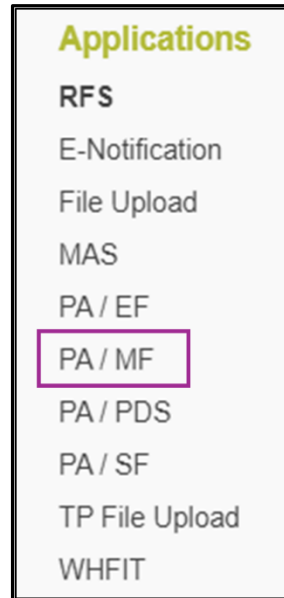 Applications
RFS
E-Notification
File Upload
MAS
PA / EF
PA / MF
PA / PDS
PA / SF
TP File Upload
WHFIT